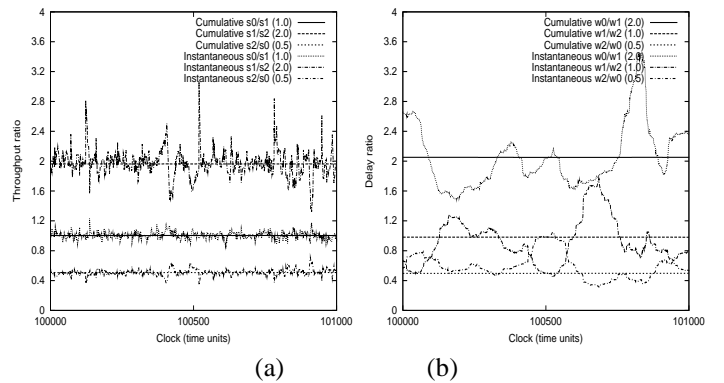 4
3.6
3.2
2.8
2.4
2
1.6
1.2
0.8
0.4
0
Throughput ratio
Cumulative s0/s1 (1.0)
Cumulative s1/s2 (2.0)
Cumulative s2/s0 (0.5)
Instantaneous s0/s1 (1.0)
Instantaneous s1/s2 (2.0)
Instantaneous s2/s0 (0.5)
100000 100500 101000
Clock (time units)
(a)
4
3.6
3.2
2.8
2.4
2
1.6
1.2
0.8
0.4
0
Delay ratio
Cumulative w0/w1 (2.0)
Cumulative w1/w2 (1.0)
Cumulative w2/w0 (0.5)
Instantaneous w0/w1 (2.0)
Instantaneous w1/w2 (1.0)
Instantaneous w2/w0 (0.5)
100000 100500 101000
Clock (time units)
(b)